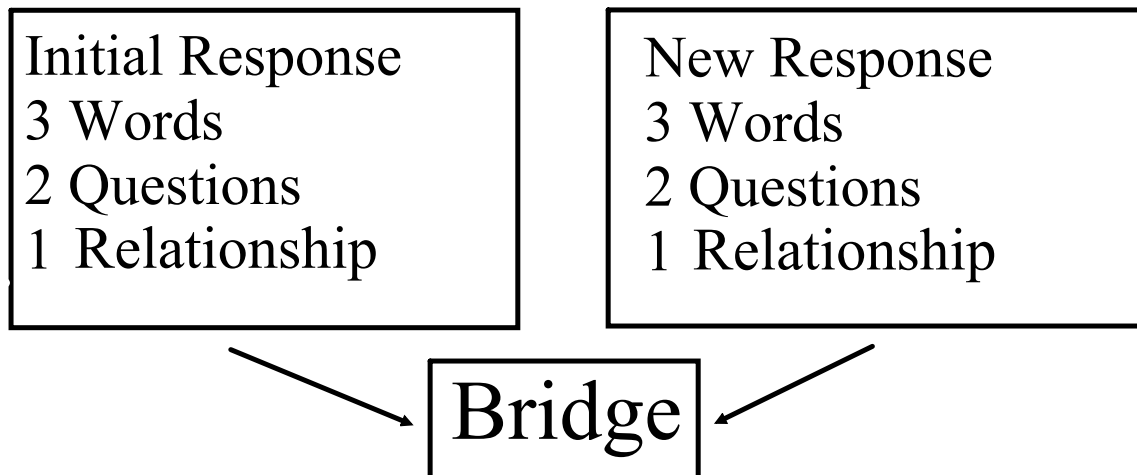 Initial Response
3 Words
2 Questions
1 Relationship
New Response
3 Words
2 Questions
1 Relationship
Bridge